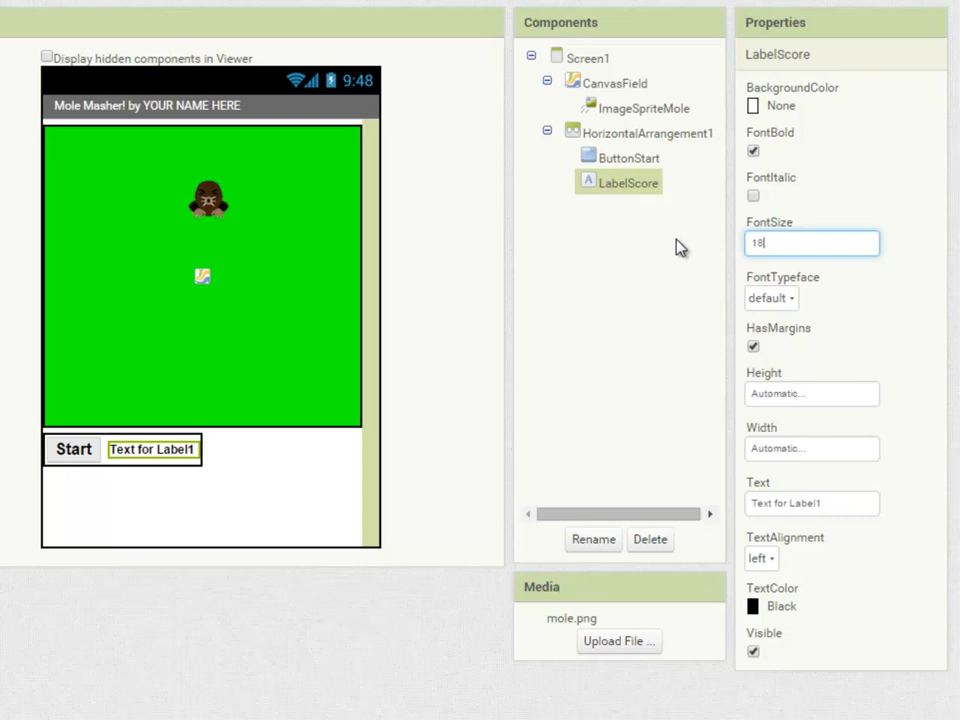 Display hidden components in Viewer
9:48
Mole Masher! by YOUR NAME HERE
Start
Text for Label1
Components
Screen1
CanvasField
ImageSpriteMole
HorizontalArrangement1
ButtonStart
A LabelScore
Rename
Delete
Media
mole.png
Upload File ...
Properties
LabelScore
BackgroundColor
None
FontBold
FontItalic
FontSize
18
FontTypeface
default
HasMargins
Height
Automatic...
Width
Automatic...
Text
Text for Label1
TextAlignment
left
TextColor
Black
Visible